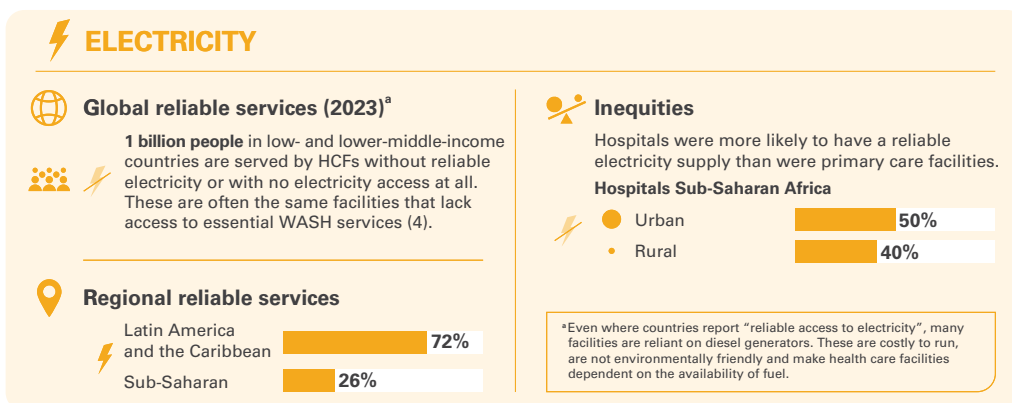 ELECTRICITY
Global reliable services (2023)a
1 billion people in low- and lower-middle-income
countries are served by HCFs without reliable
electricity or with no electricity access at all.
These are often the same facilities that lack
access to essential WASH services (4).
Regional reliable services
Latin America
and the Caribbean
72%
Sub-Saharan
26%
Inequities
Hospitals were more likely to have a reliable
electricity supply than were primary care facilities.
Hospitals Sub-Saharan Africa
Urban
50%
Rural
40%
a Even where countries report “reliable access to electricity”, many
facilities are reliant on diesel generators. These are costly to run,
are not environmentally friendly and make health care facilities
dependent on the availability of fuel.